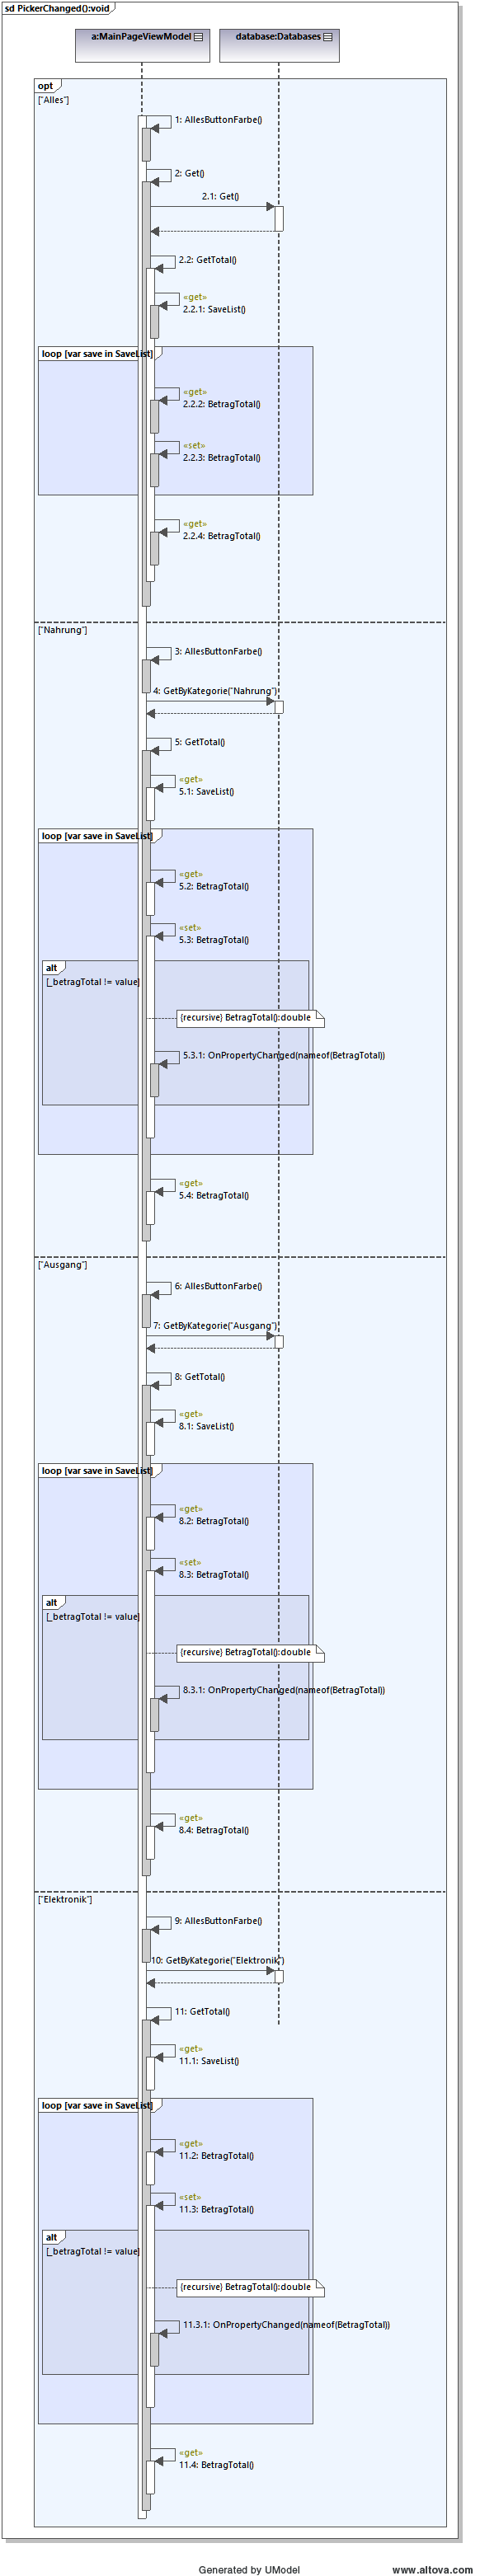 sd PickerChanged():void
a:MainPageViewModel
database:Databases
opt
["Alles"]
1: AllesButtonFarbe()
2: Get()
2.1: Get()
2.2: GetTotal()
«get»
2.2.1: SaveList()
loop [var save in SaveList]
«get»
2.2.2: BetragTotal()
«set»
2.2.3: BetragTotal()
«get»
2.2.4: BetragTotal()
["Nahrung"]
3: AllesButtonFarbe()
4: GetByKategorie("Nahrung")
5: GetTotal()
«get»
5.1: SaveList()
loop [var save in SaveList]
«get»
5.2: BetragTotal()
«set»
5.3: BetragTotal()
alt
[_betragTotal != value]
{recursive} BetragTotal():double
5.3.1: OnPropertyChanged(nameof(BetragTotal))
«get»
5.4: BetragTotal()
["Ausgang"]
6: AllesButtonFarbe()
7: GetByKategorie("Ausgang")
8: GetTotal()
«get»
8.1: SaveList()
loop [var save in SaveList]
«get»
8.2: BetragTotal()
«set»
8.3: BetragTotal()
alt
[_betragTotal != value]
{recursive} BetragTotal():double
8.3.1: OnPropertyChanged(nameof(BetragTotal))
«get»
8.4: BetragTotal()
["Elektronik"]
9: AllesButtonFarbe()
10: GetByKategorie("Elektronik")
11: GetTotal()
«get»
11.1: SaveList()
loop [var save in SaveList]
«get»
11.2: BetragTotal()
«set»
11.3: BetragTotal()
alt
[_betragTotal != value]
{recursive} BetragTotal():double
11.3.1: OnPropertyChanged(nameof(BetragTotal))
«get»
11.4: BetragTotal()
Generated by UModel
www.altova.com